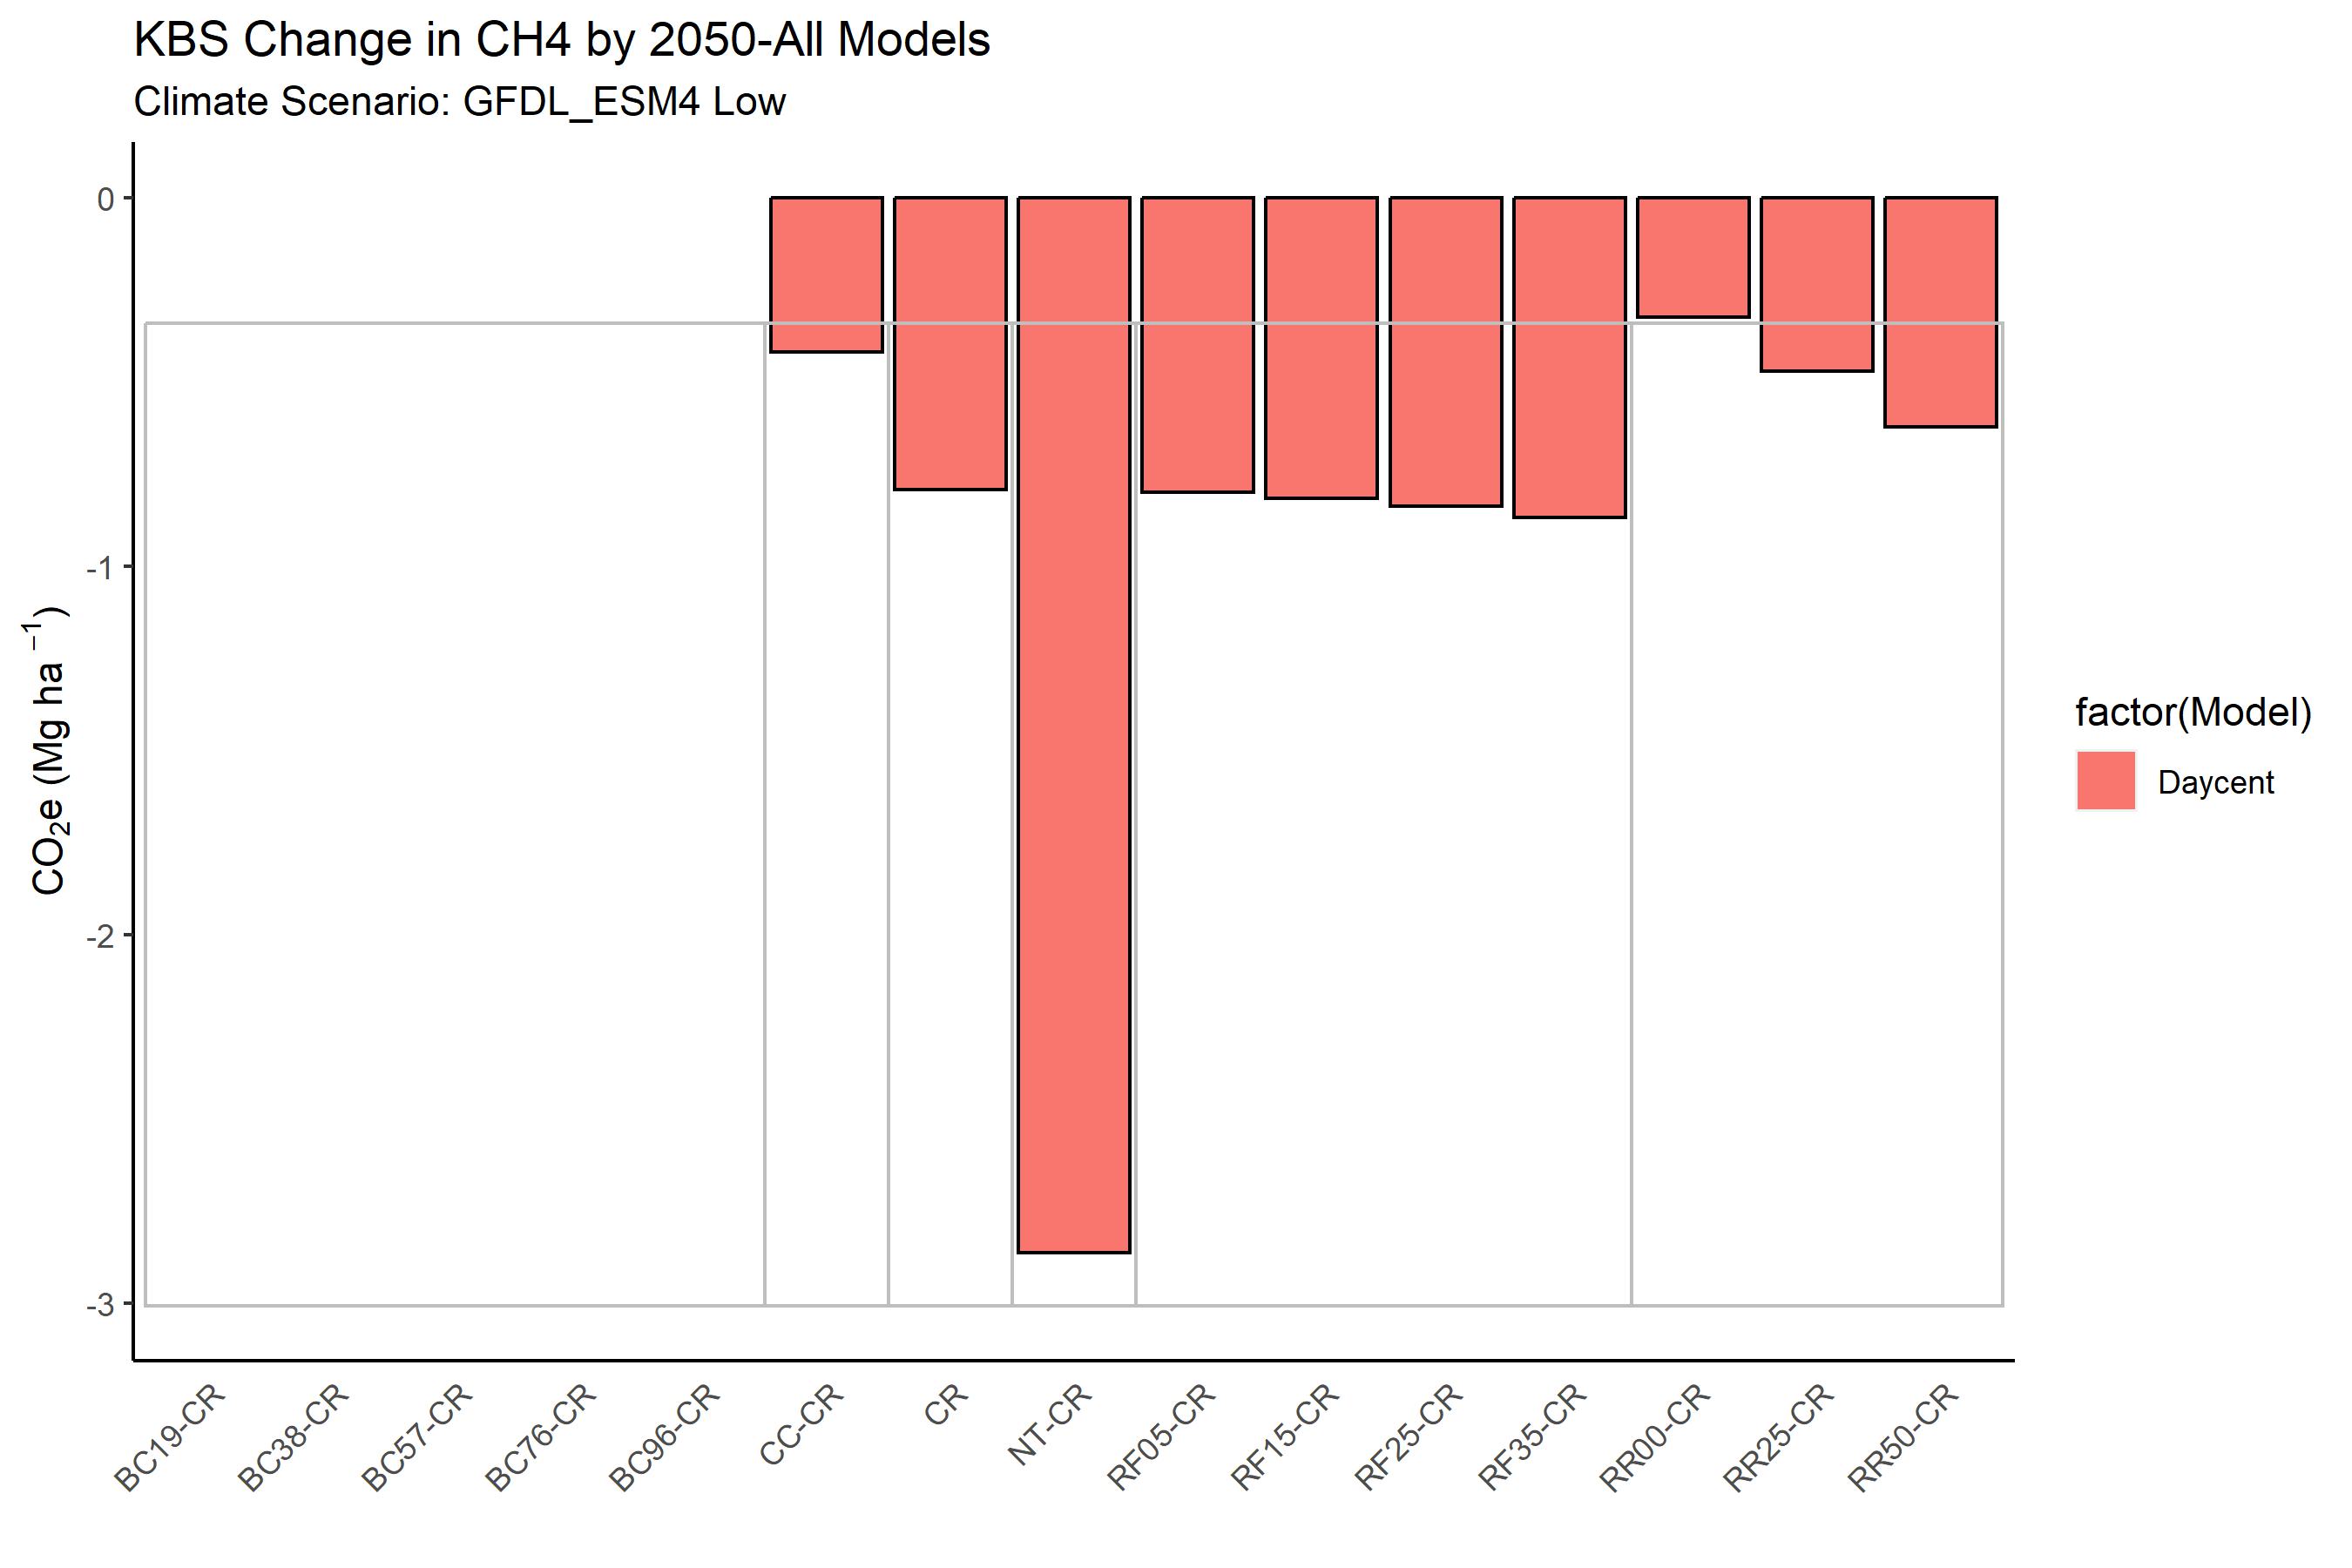 KBS Change in CH4 by 2050-All Models
Climate Scenario: GFDL_ESM4 Low
0
-1
-2
-3
CO₂e (Mg ha ⁻¹)
BC19-CR
BC38-CR
BC57-CR
BC76-CR
BC96-CR
CC-CR
CR
NT-CR
RF05-CR
RF15-CR
RF25-CR
RF35-CR
RR00-CR
RR25-CR
RR50-CR
factor(Model)
Daycent